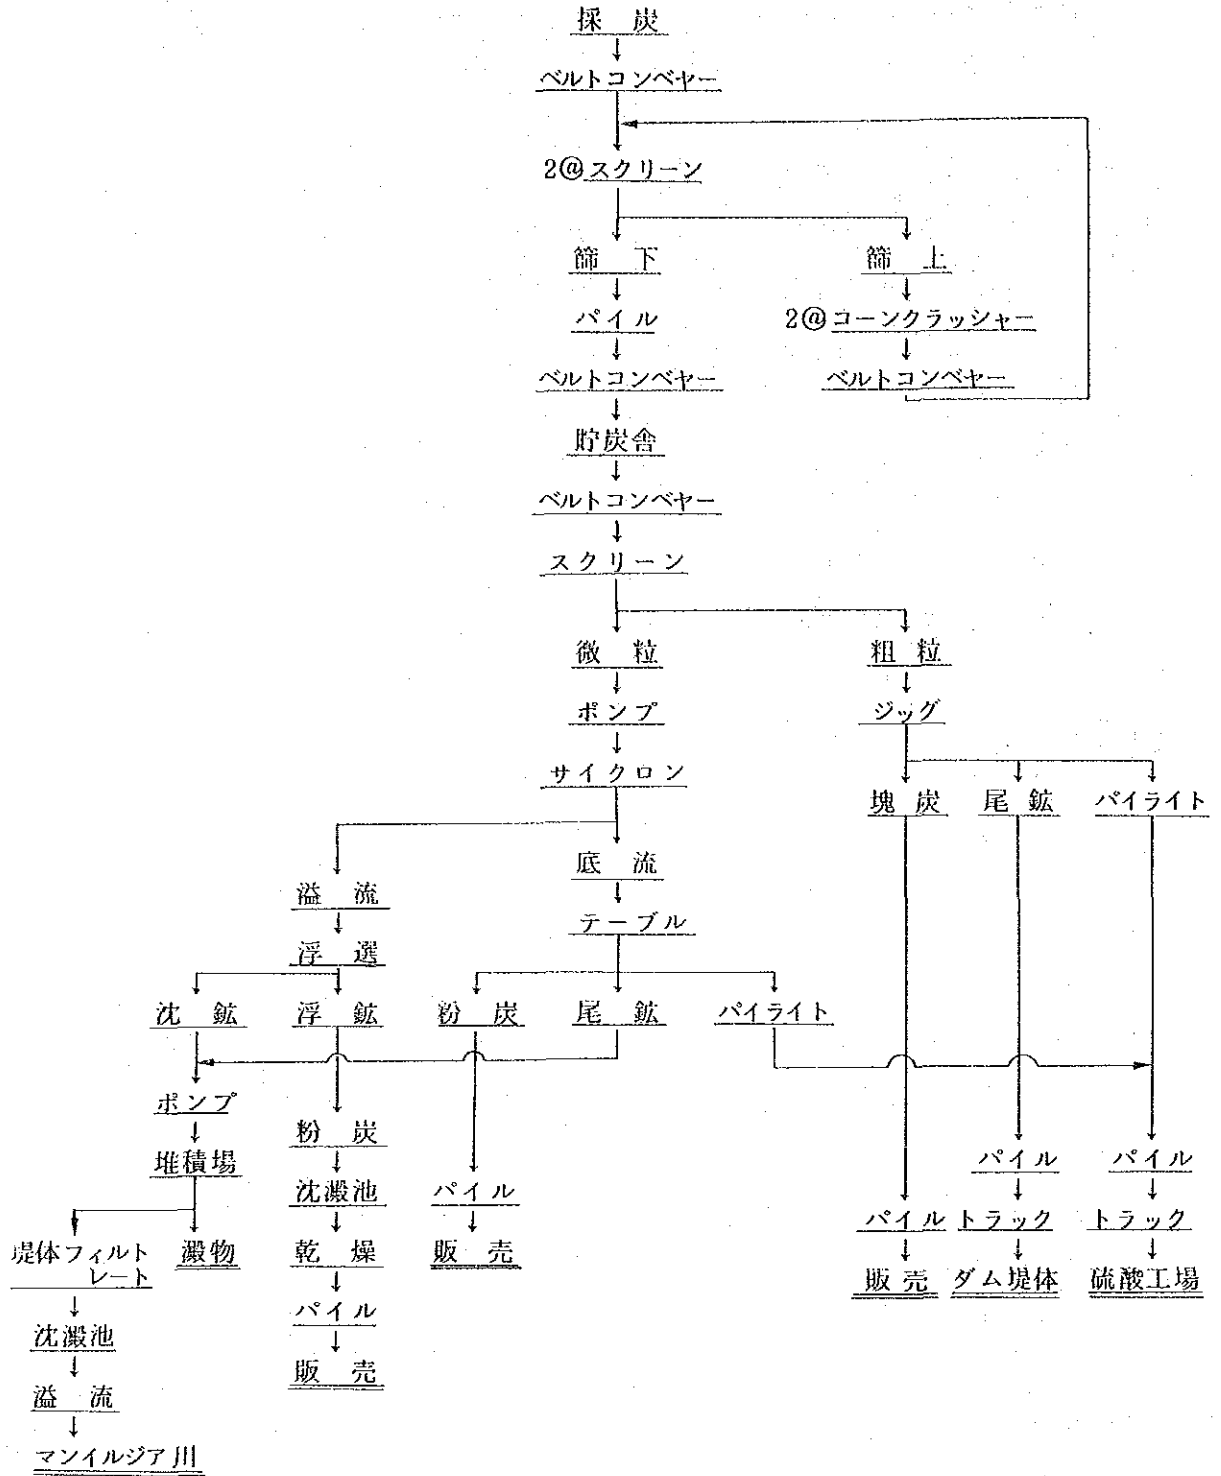 採炭
ベルトコンベヤー
2@スクリーン
篩下
篩上
パイル
2@コーンクラッシャー
ベルトコンベヤー
ベルトコンベヤー
貯炭舎
ベルトコンベヤー
スクリーン
微粒
粗粒
ポンプ
ジッグ
サイクロン
塊炭
尾鉱
パイライト
底流
溢流
テーブル
浮選
沈鉱
浮鉱
粉炭
尾鉱
パイライト
ポンプ
粉炭
堆積場
パイル
パイル
沈澱池
パイル
パイル
トラック
トラック
堤体フィルト
レート
澱物
乾燥
販売
販売
ダム堤体
硫酸工場
パイル
沈澱池
販売
溢流
マンイルジア川